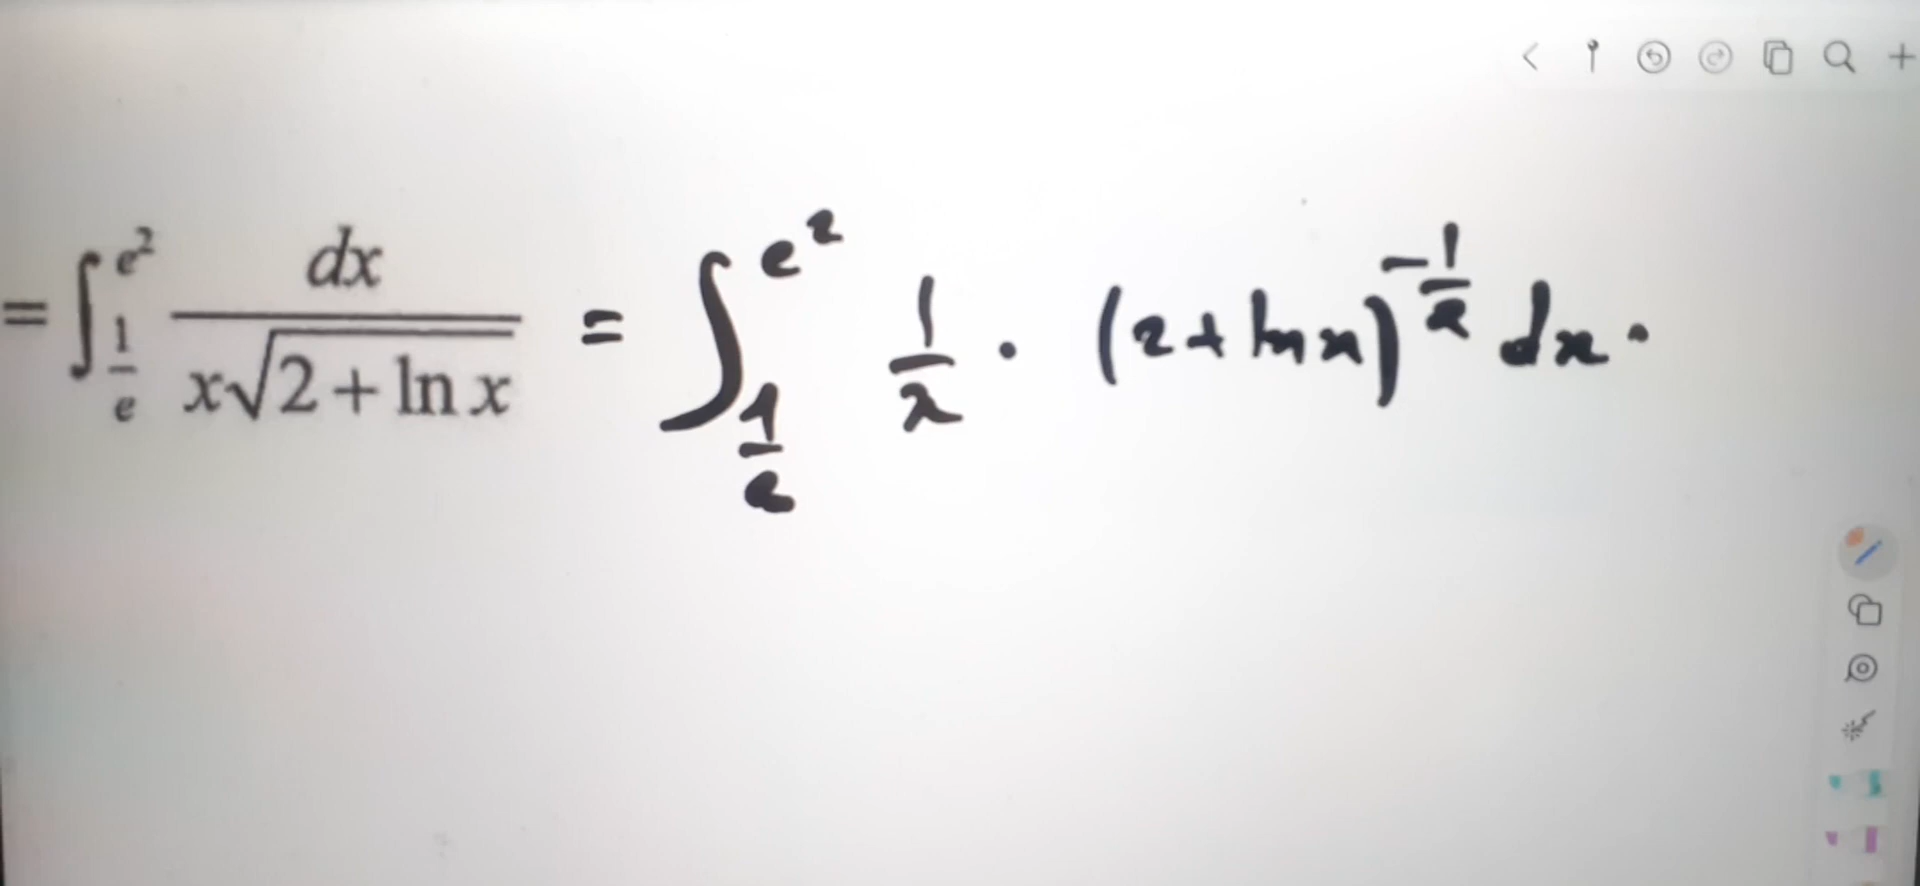 = ∫_{1/e}^{e²} dx / (x√(2 + ln x)) = ∫_{1/e}^{e²} 1/x · (2 + ln x)^{-1/2} dx ·